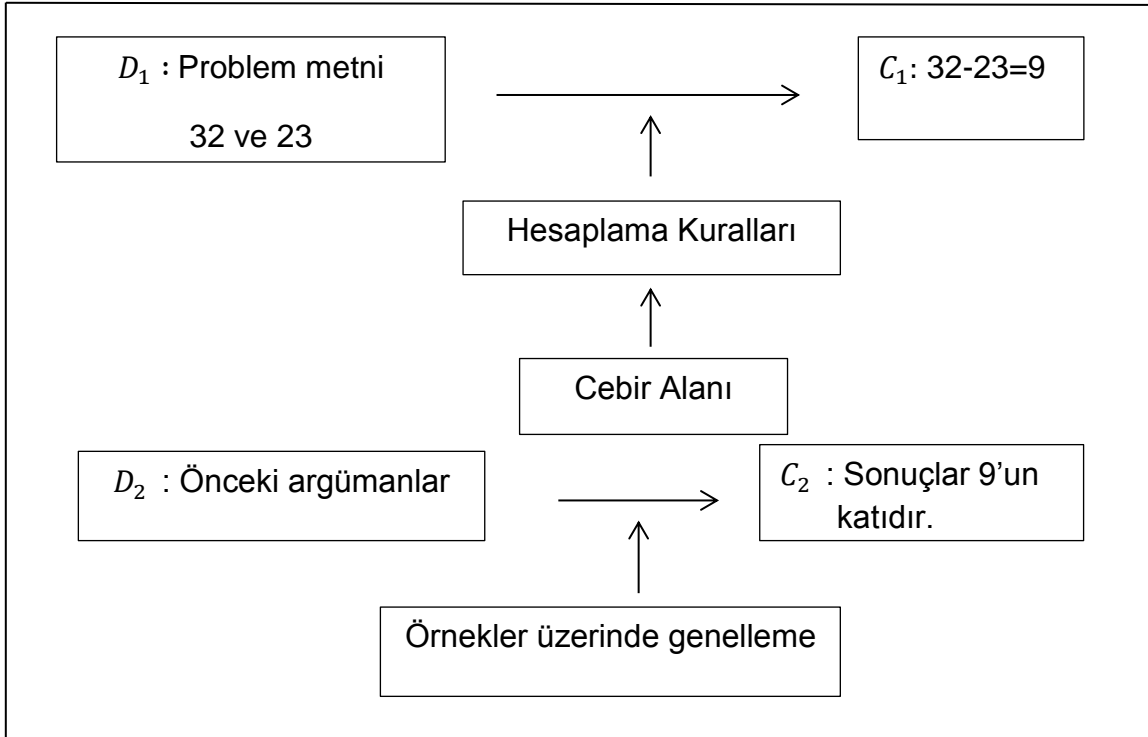 D₁ : Problem metni
32 ve 23
C₁: 32-23=9
Hesaplama Kuralları
Cebir Alanı
D₂ : Önceki argümanlar
C₂ : Sonuçlar 9’un
katıdır.
Örnekler üzerinde genelleme